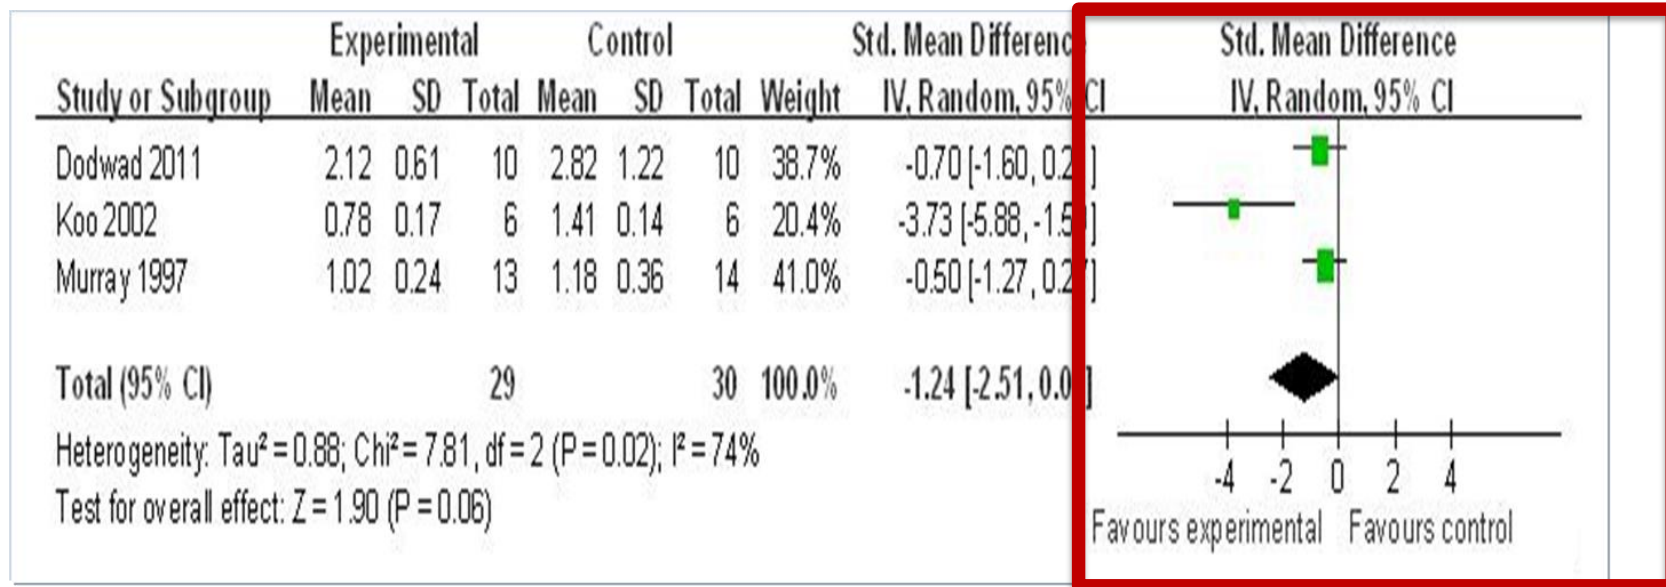 Experimental Control Std. Mean Difference Std. Mean Difference
Study or Subgroup Mean SD Total Mean SD Total Weight IV, Random, 95% CI IV, Random, 95% CI
Dodwad 2011 2.12 0.61 10 2.82 1.22 10 38.7% -0.70 [-1.60, 0.2 ]
Koo 2002 0.78 0.17 6 1.41 0.14 6 20.4% -3.73 [-5.88, -1.5 ]
Murray 1997 1.02 0.24 13 1.18 0.36 14 41.0% -0.50 [-1.27, 0.2 ]
Total (95% CI) 29 30 100.0% -1.24 [-2.51, 0.0 ]
Heterogeneity: Tau² = 0.88; Chi² = 7.81, df = 2 (P = 0.02); I² = 74%
Test for overall effect: Z = 1.90 (P = 0.06)
-4 -2 0 2 4
Favours experimental Favours control